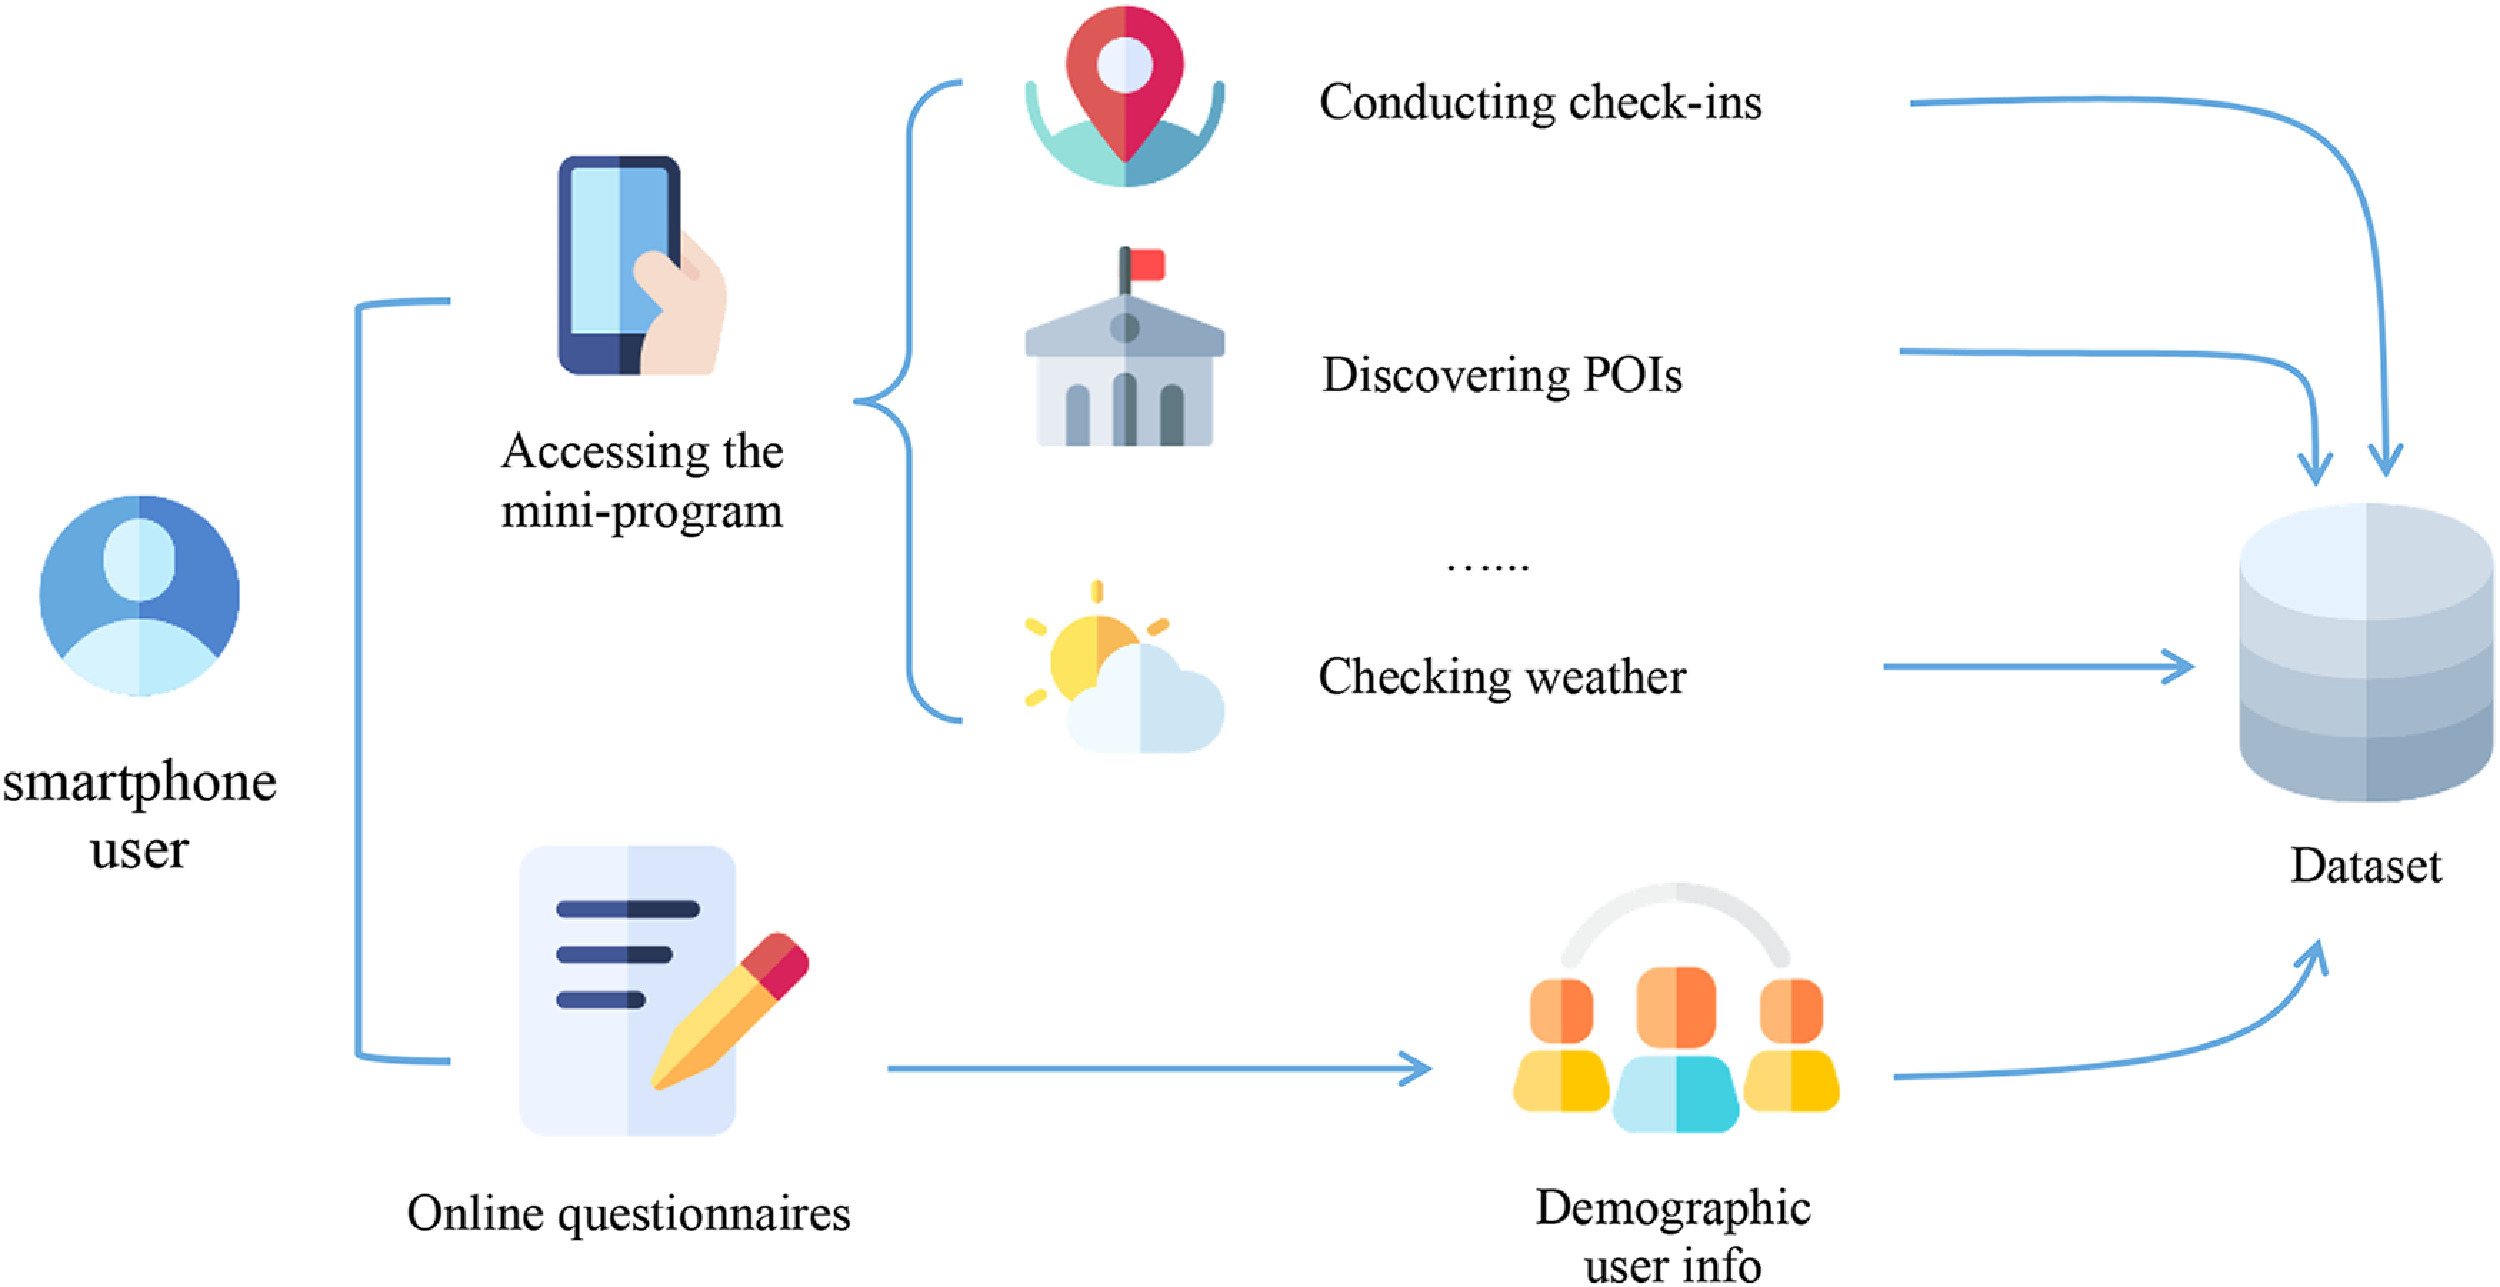 Conducting check-ins
Discovering POIs
Accessing the
mini-program
…...
Checking weather
smartphone
user
Dataset
Online questionnaires
Demographic
user info